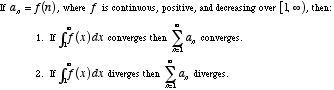 If aₙ = f(n), where f is continuous, positive, and decreasing over [1, ∞), then:
1. If ∫₁^∞ f(x)dx converges then ∑ₙ₌₁^∞ aₙ converges.
2. If ∫₁^∞ f(x)dx diverges then ∑ₙ₌₁^∞ aₙ diverges.